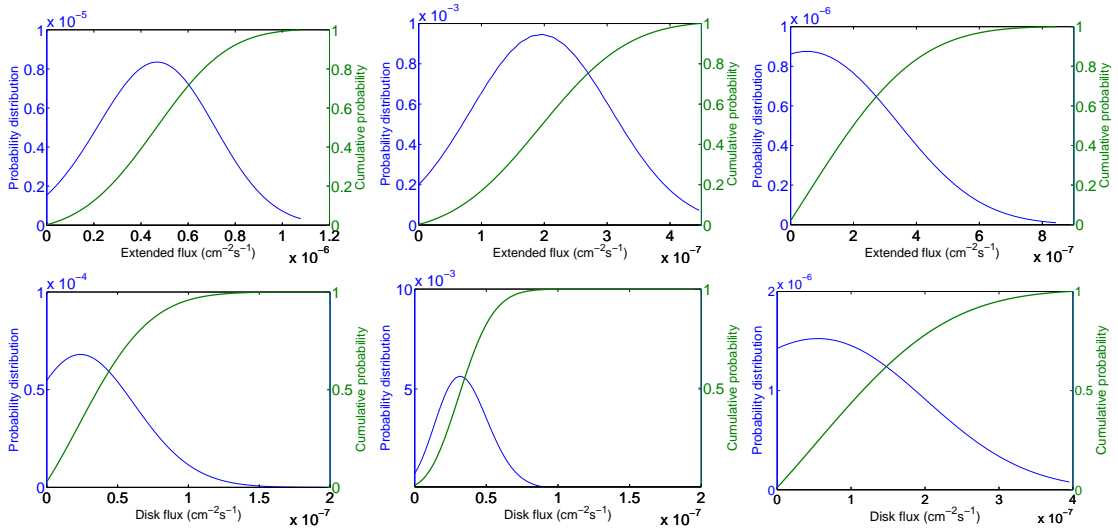 x 10⁻⁵
Probability distribution
1
0.8
0.6
0.4
0.2
0
Cumulative probability
1
0.8
0.6
0.4
0.2
0
0 0.2 0.4 0.6 0.8 1 1.2
Extended flux (cm⁻²s⁻¹)
x 10⁻⁶
x 10⁻³
Probability distribution
1
0.8
0.6
0.4
0.2
0
Cumulative probability
1
0.8
0.6
0.4
0.2
0
0 2 4
Extended flux (cm⁻²s⁻¹)
x 10⁻⁷
x 10⁻⁶
Probability distribution
1
0.8
0.6
0.4
0.2
0
Cumulative probability
1
0.8
0.6
0.4
0.2
0
0 2 4 6 8
Extended flux (cm⁻²s⁻¹)
x 10⁻⁷
x 10⁻⁴
Probability distribution
1
0.5
0
Cumulative probability
1
0.5
0
0 0.5 1 1.5 2
Disk flux (cm⁻²s⁻¹)
x 10⁻⁷
x 10⁻³
Probability distribution
10
5
0
Cumulative probability
1
0.5
0
0 0.5 1 1.5 2
Disk flux (cm⁻²s⁻¹)
x 10⁻⁷
x 10⁻⁶
Probability distribution
2
1
0
Cumulative probability
1
0.5
0
0 1 2 3 4
Disk flux (cm⁻²s⁻¹)
x 10⁻⁷